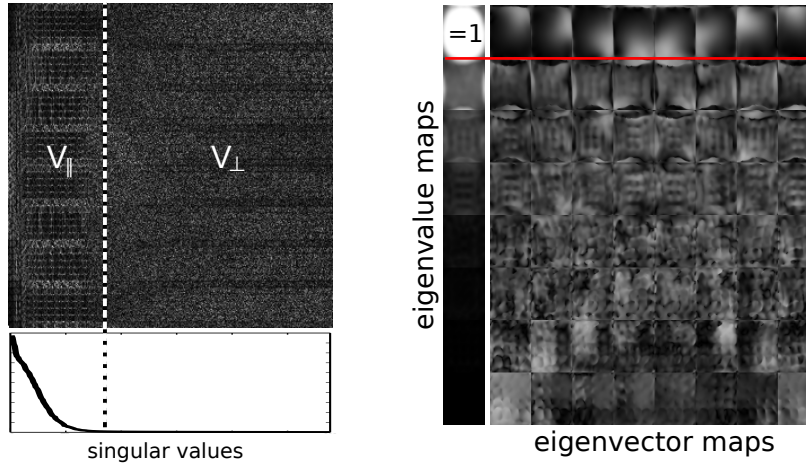 V∥
V⊥
singular values
=1
eigenvalue maps
eigenvector maps